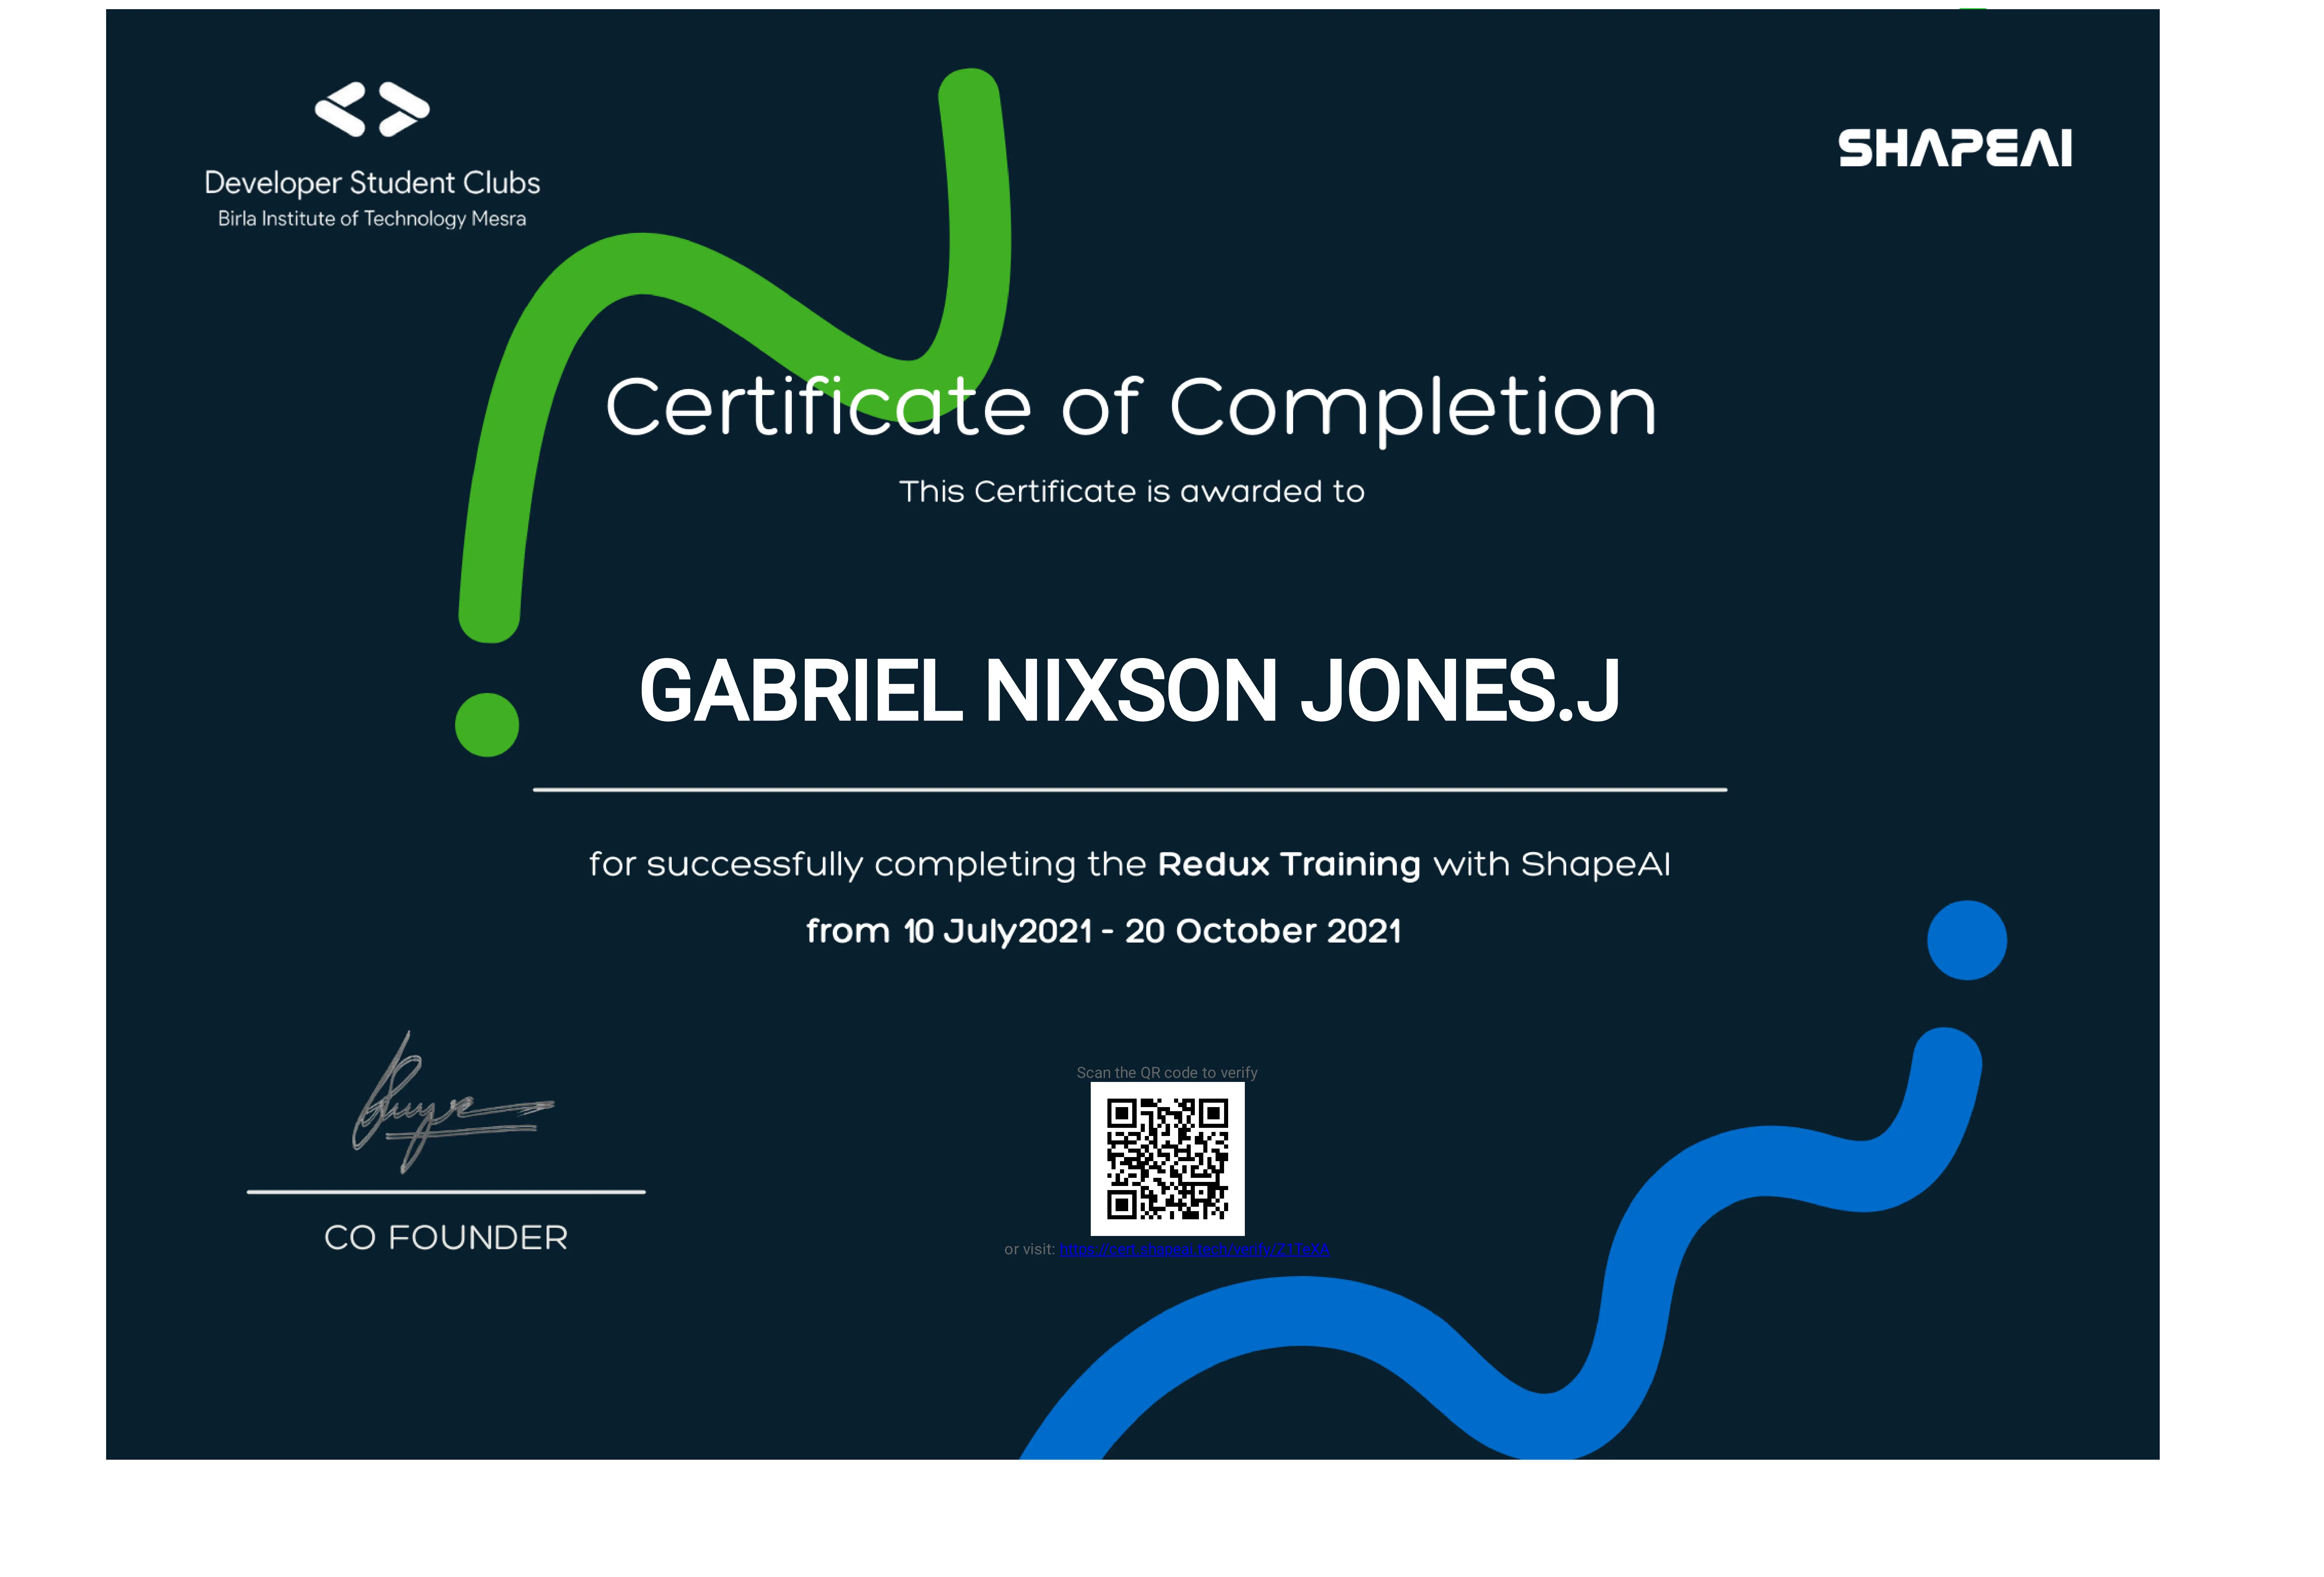 Developer Student Clubs
Birla Institute of Technology Mesra
SHAPEAI
Certificate of Completion
This Certificate is awarded to
GABRIEL NIXSON JONES.J
for successfully completing the Redux Training with ShapeAI
from 10 July2021 - 20 October 2021
CO FOUNDER
Scan the QR code to verify
or visit: https://cert.shapeai.tech/verify/Z1TeXA